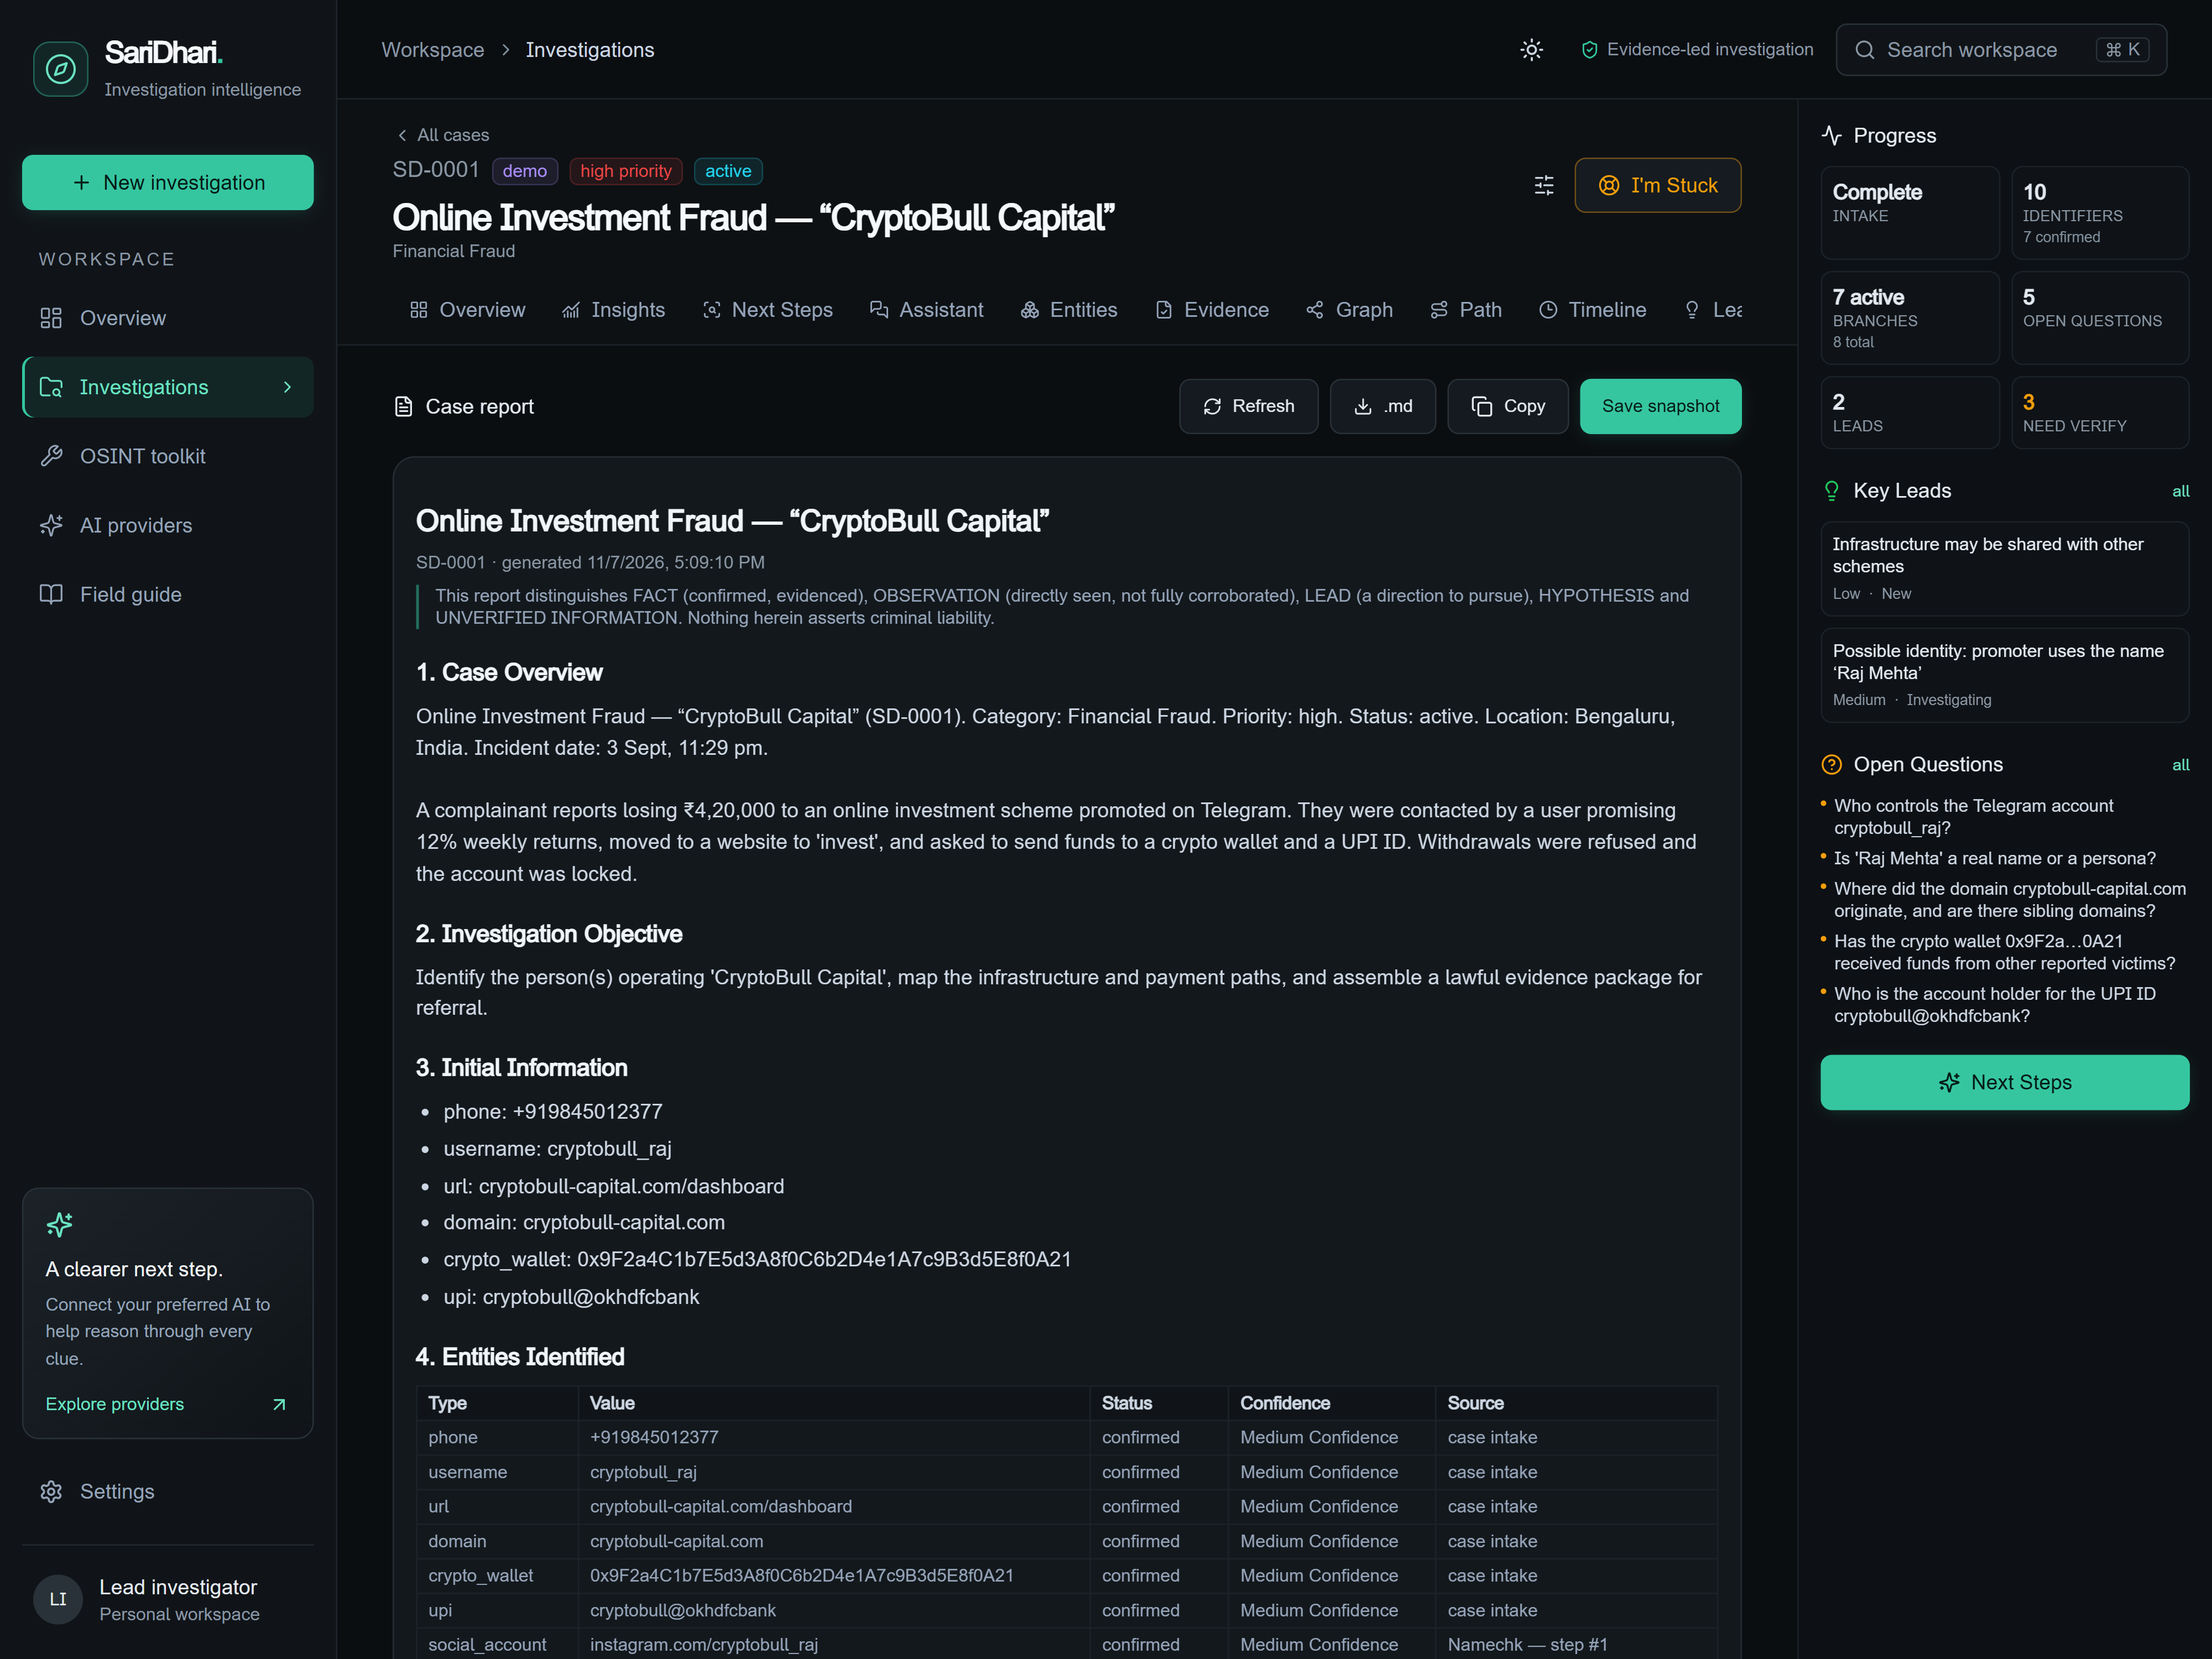 SariDhari.
Investigation intelligence
New investigation
WORKSPACE
Overview
Investigations
OSINT toolkit
AI providers
Field guide
A clearer next step.
Connect your preferred AI to
help reason through every
clue.
Explore providers
Settings
LI
Lead investigator
Personal workspace
Workspace > Investigations
Evidence-led investigation
Search workspace ⌘ K
All cases
SD-0001 demo high priority active
Online Investment Fraud — “CryptoBull Capital”
Financial Fraud
I'm Stuck
Overview Insights Next Steps Assistant Entities Evidence Graph Path Timeline Lea
Case report
Refresh .md Copy Save snapshot
Online Investment Fraud — “CryptoBull Capital”
SD-0001 · generated 11/7/2026, 5:09:10 PM
This report distinguishes FACT (confirmed, evidenced), OBSERVATION (directly seen, not fully corroborated), LEAD (a direction to pursue), HYPOTHESIS and
UNVERIFIED INFORMATION. Nothing herein asserts criminal liability.
1. Case Overview
Online Investment Fraud — “CryptoBull Capital” (SD-0001). Category: Financial Fraud. Priority: high. Status: active. Location: Bengaluru,
India. Incident date: 3 Sept, 11:29 pm.
A complainant reports losing ₹4,20,000 to an online investment scheme promoted on Telegram. They were contacted by a user promising
12% weekly returns, moved to a website to 'invest', and asked to send funds to a crypto wallet and a UPI ID. Withdrawals were refused and
the account was locked.
2. Investigation Objective
Identify the person(s) operating 'CryptoBull Capital', map the infrastructure and payment paths, and assemble a lawful evidence package for
referral.
3. Initial Information
• phone: +919845012377
• username: cryptobull_raj
• url: cryptobull-capital.com/dashboard
• domain: cryptobull-capital.com
• crypto_wallet: 0x9F2a4C1b7E5d3A8f0C6b2D4e1A7c9B3d5E8f0A21
• upi: cryptobull@okhdfcbank
4. Entities Identified
Type Value Status Confidence Source
phone +919845012377 confirmed Medium Confidence case intake
username cryptobull_raj confirmed Medium Confidence case intake
url cryptobull-capital.com/dashboard confirmed Medium Confidence case intake
domain cryptobull-capital.com confirmed Medium Confidence case intake
crypto_wallet 0x9F2a4C1b7E5d3A8f0C6b2D4e1A7c9B3d5E8f0A21 confirmed Medium Confidence case intake
upi cryptobull@okhdfcbank confirmed Medium Confidence case intake
social_account instagram.com/cryptobull_raj confirmed Medium Confidence Namechk — step #1
Progress
Complete
INTAKE
10
IDENTIFIERS
7 confirmed
7 active
BRANCHES
8 total
5
OPEN QUESTIONS
2
LEADS
3
NEED VERIFY
Key Leads all
Infrastructure may be shared with other
schemes
Low · New
Possible identity: promoter uses the name
‘Raj Mehta’
Medium · Investigating
Open Questions all
• Who controls the Telegram account
cryptobull_raj?
• Is 'Raj Mehta' a real name or a persona?
• Where did the domain cryptobull-capital.com
originate, and are there sibling domains?
• Has the crypto wallet 0x9F2a…0A21
received funds from other reported victims?
• Who is the account holder for the UPI ID
cryptobull@okhdfcbank?
Next Steps